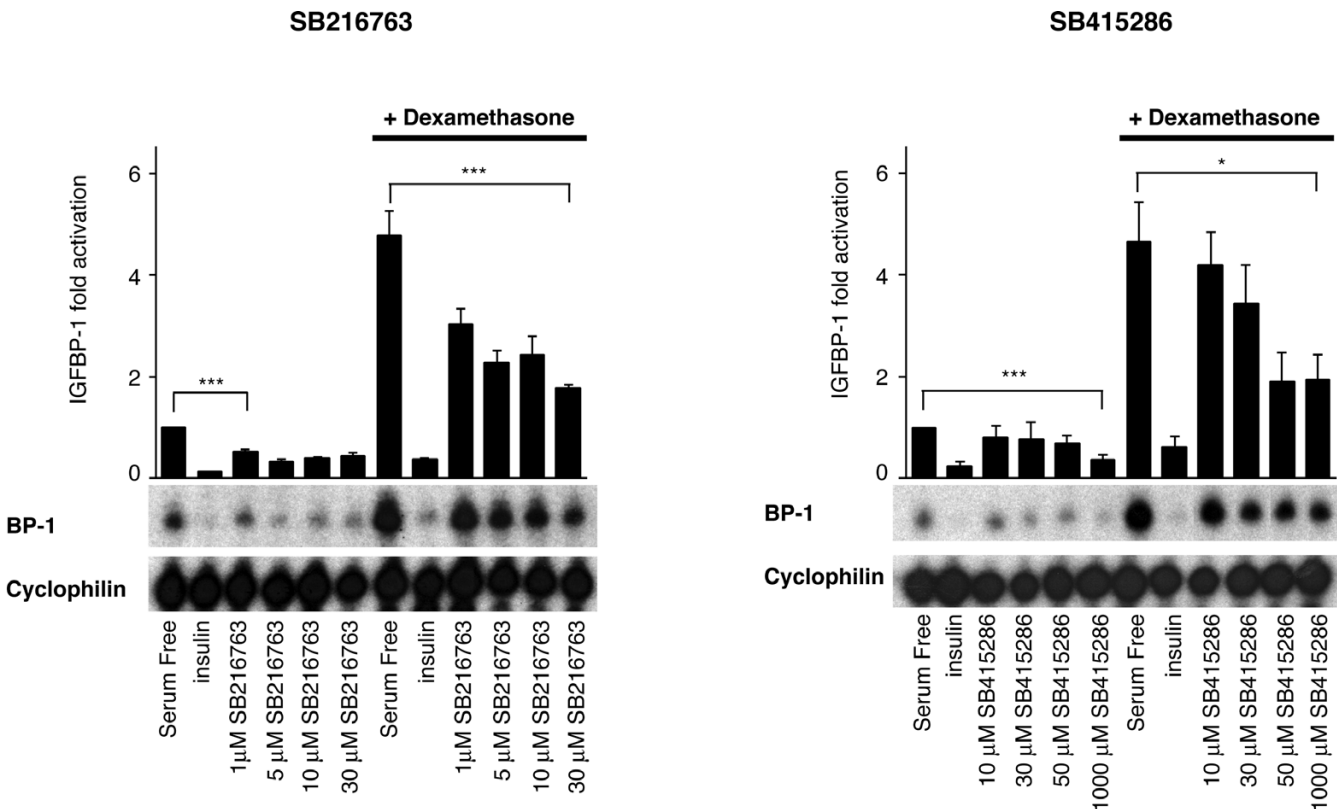 SB216763
SB415286
+ Dexamethasone
IGFBP-1 fold activation
6
4
2
0
***
***
BP-1
Cyclophilin
Serum Free
insulin
1μM SB216763
5 μM SB216763
10 μM SB216763
30 μM SB216763
Serum Free
insulin
1μM SB216763
5 μM SB216763
10 μM SB216763
30 μM SB216763
+ Dexamethasone
IGFBP-1 fold activation
6
4
2
0
***
*
BP-1
Cyclophilin
Serum Free
insulin
10 μM SB415286
30 μM SB415286
50 μM SB415286
1000 μM SB415286
Serum Free
insulin
10 μM SB415286
30 μM SB415286
50 μM SB415286
1000 μM SB415286